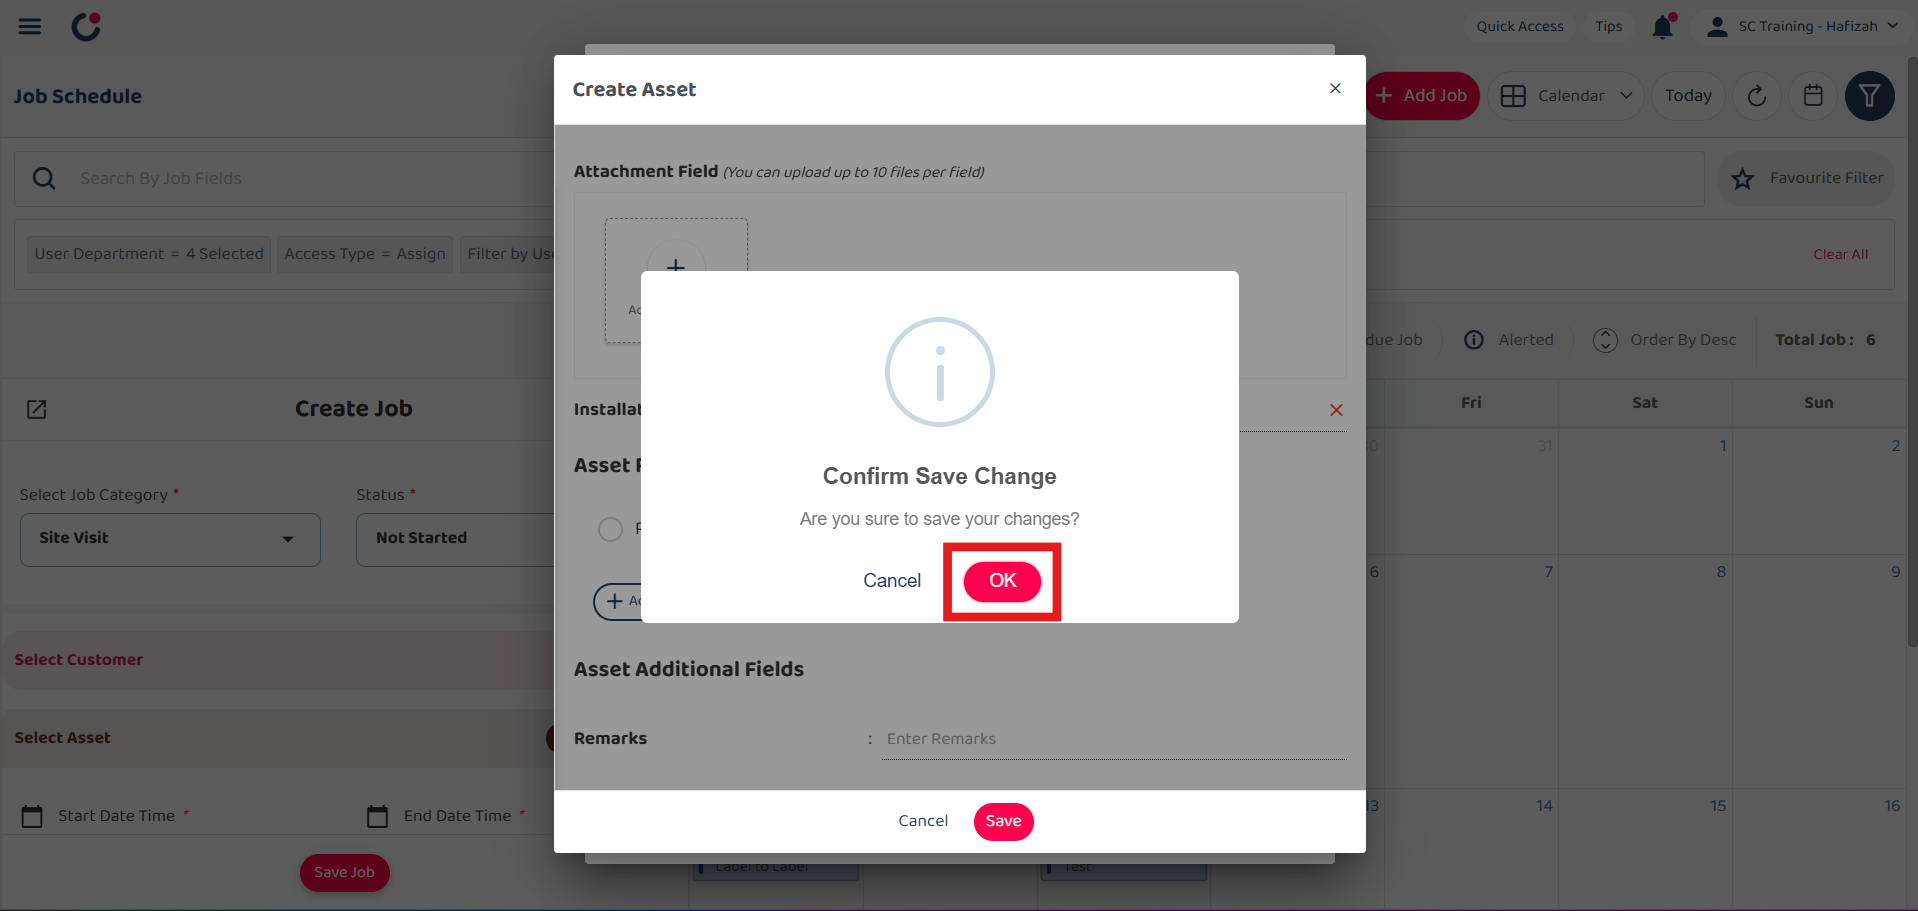 Quick Access
Tips
SC Training - Hafizah
Job Schedule
Create Asset
+ Add Job
Calendar
Today
Search By Job Fields
Attachment Field (You can upload up to 10 files per field)
Favourite Filter
User Department = 4 Selected
Access Type = Assign
Filter by Use
Clear All
due Job
Alerted
Order By Desc
Total Job : 6
Create Job
Installat
Fri
Sat
Sun
31
1
2
Confirm Save Change
Are you sure to save your changes?
Cancel
OK
Asset
Select Job Category *
Status *
Site Visit
Not Started
6
7
8
9
Select Customer
Asset Additional Fields
Select Asset
Remarks : Enter Remarks
Start Date Time *
End Date Time *
13
14
15
16
Cancel
Save
Save Job
Label to Label
Test